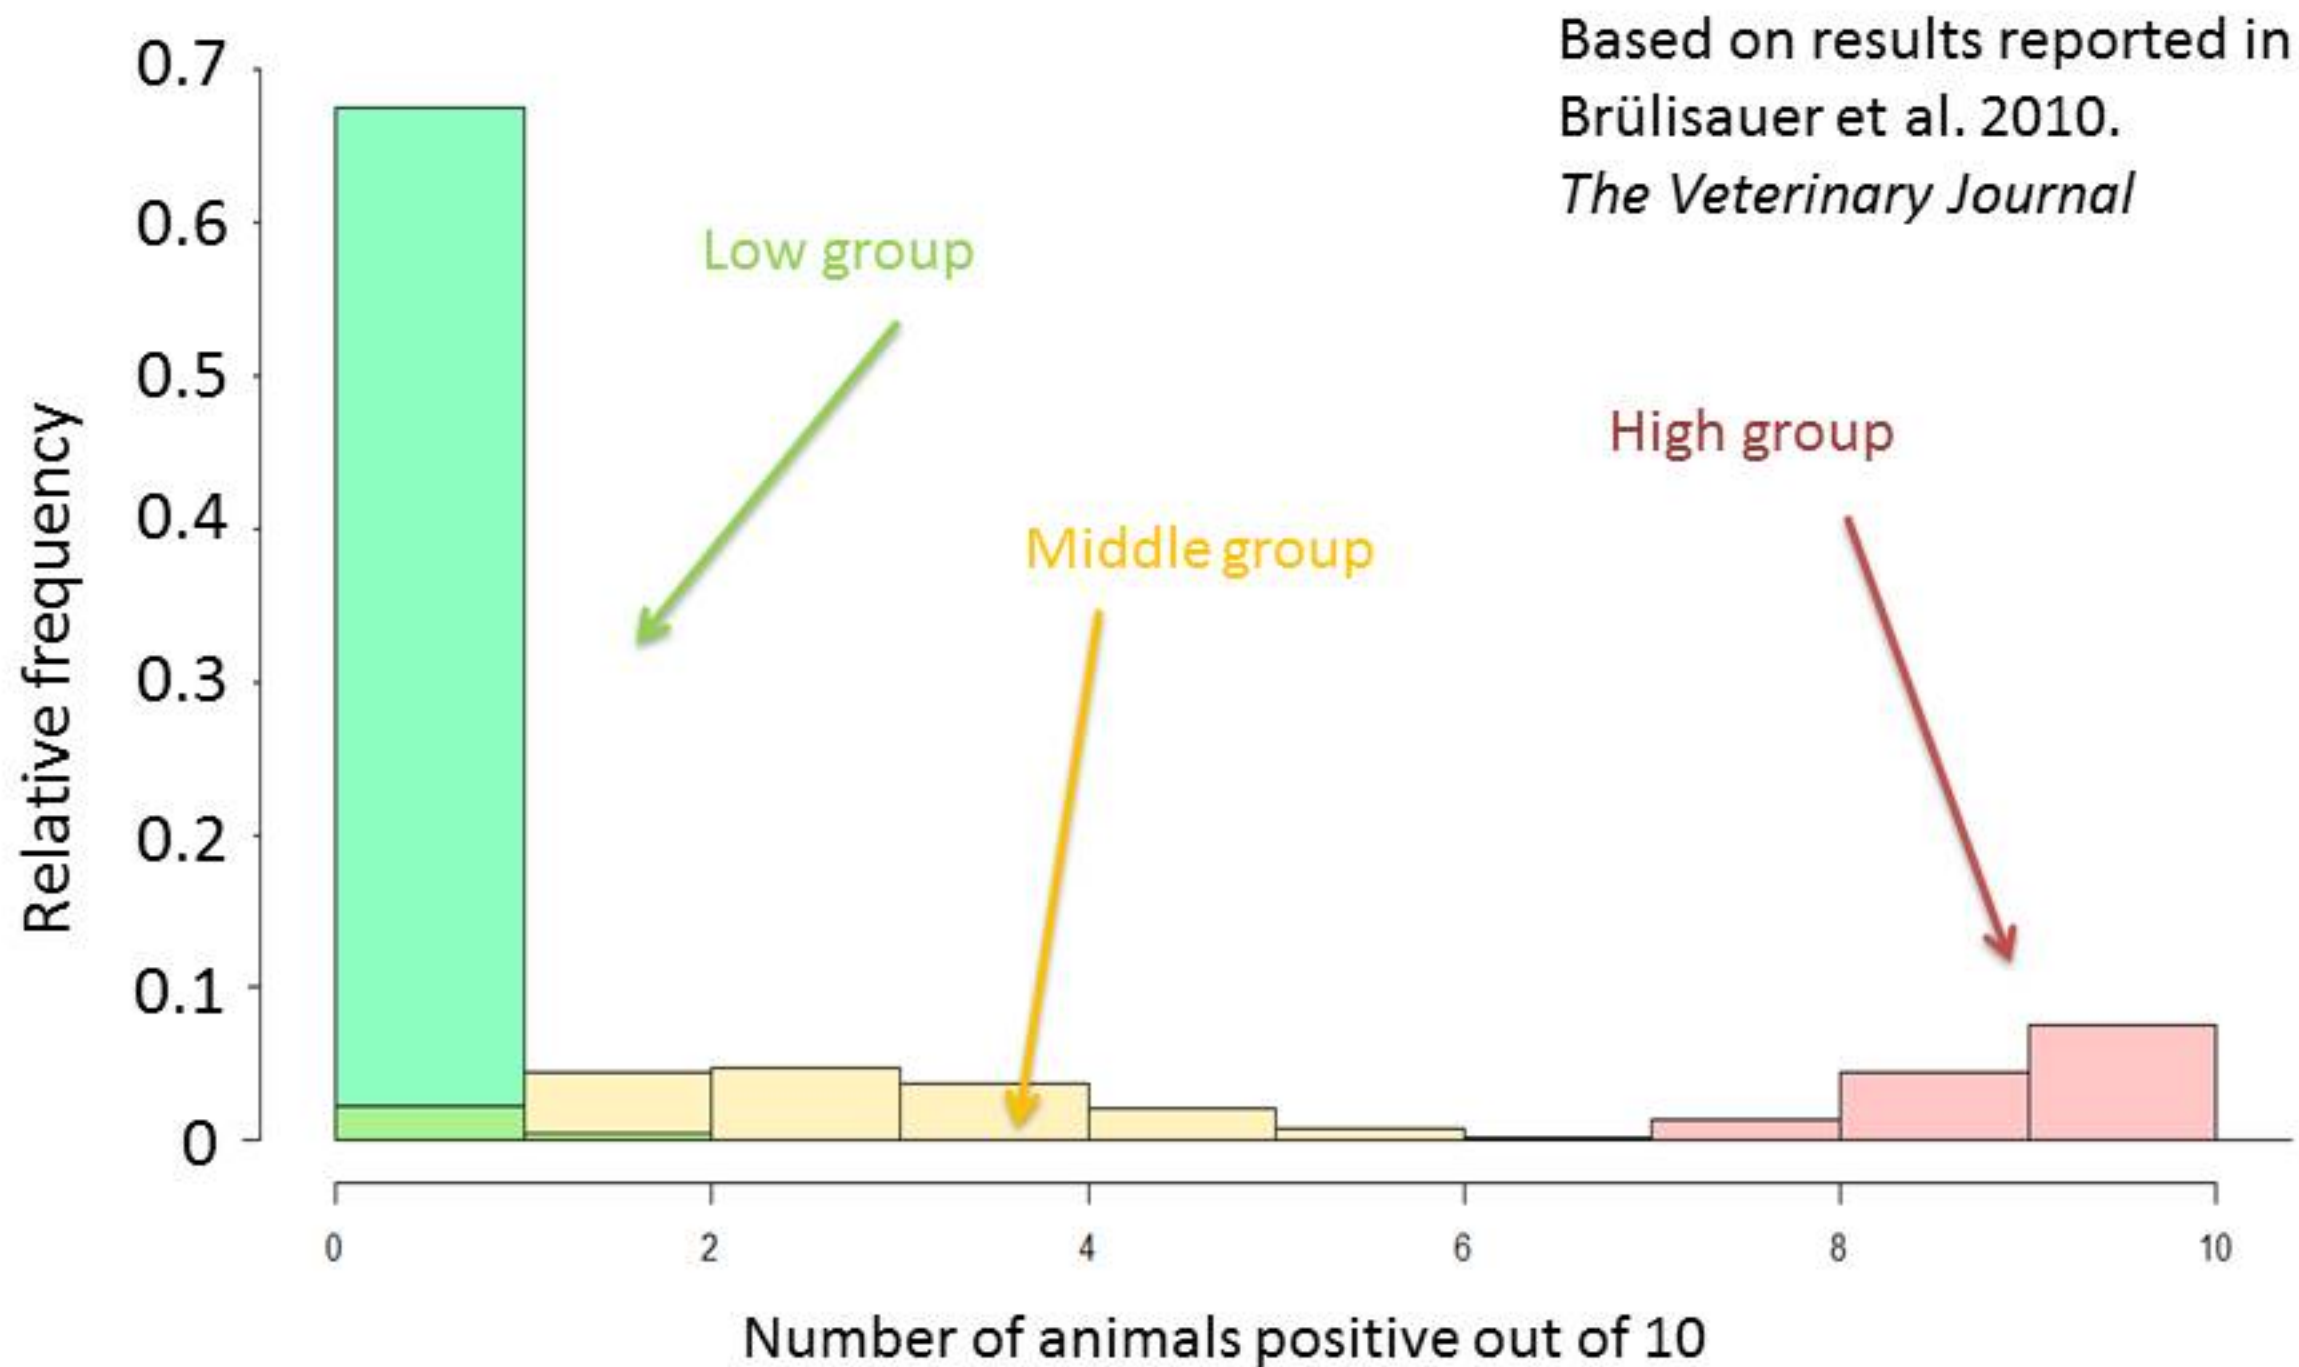 Based on results reported in
Brülisauer et al. 2010.
The Veterinary Journal
0.7
0.6
0.5
0.4
0.3
0.2
0.1
0
Relative frequency
Low group
Middle group
High group
0 2 4 6 8 10
Number of animals positive out of 10